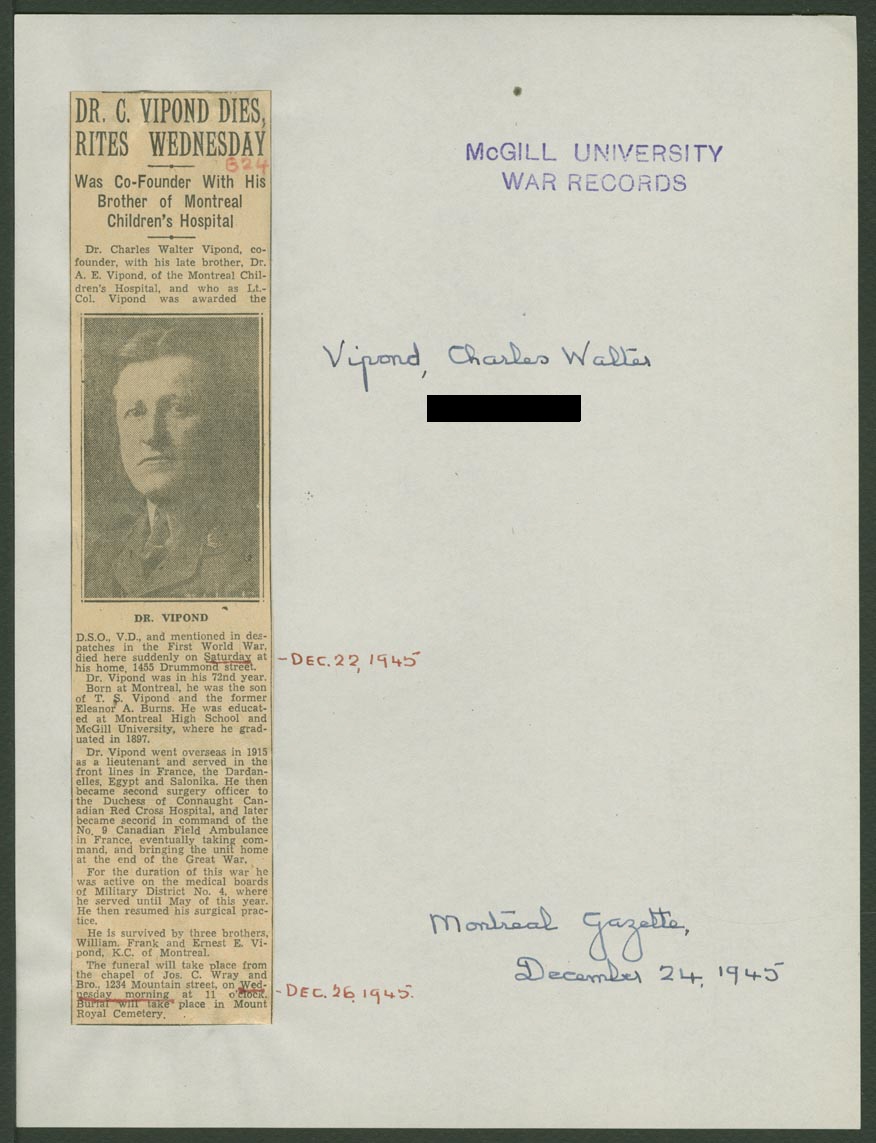 DR. C. VIPOND DIES,
RITES WEDNESDAY
B24
Was Co-Founder With His
Brother of Montreal
Children's Hospital
Dr. Charles Walter Vipond, co-
founder, with his late brother, Dr.
A. E. Vipond, of the Montreal Chil-
dren's Hospital, and who as Lt.-
Col. Vipond was awarded the
DR. VIPOND
D.S.O., V.D., and mentioned in des-
patches in the First World War,
died here suddenly on Saturday at
his home, 1455 Drummond street.
Dr. Vipond was in his 72nd year.
Born at Montreal, he was the son
of T. S. Vipond and the former
Eleanor A. Burns. He was educat-
ed at Montreal High School and
McGill University, where he grad-
uated in 1897.
Dr. Vipond went overseas in 1915
as a lieutenant and served in the
front lines in France, the Dardan-
elles, Egypt and Salonika. He then
became second surgery officer to
the Duchess of Connaught Can-
adian Red Cross Hospital, and later
became second in command of the
No. 9 Canadian Field Ambulance
in France, eventually taking com-
mand, and bringing the unit home
at the end of the Great War.
For the duration of this war he
was active on the medical boards
of Military District No. 4, where
he served until May of this year.
He then resumed his surgical prac-
tice.
He is survived by three brothers,
William, Frank and Ernest E. Vi-
pond, K.C. of Montreal.
The funeral will take place from
the chapel of Jos. C. Wray and
Bro., 1234 Mountain street, on Wed-
nesday morning at 11 o'clock.
Burial will take place in Mount
Royal Cemetery.
McGILL UNIVERSITY
WAR RECORDS
Vipond, Charles Walter
- DEC. 22, 1945
Montreal Gazette,
December 24, 1945
- DEC. 26, 1945.